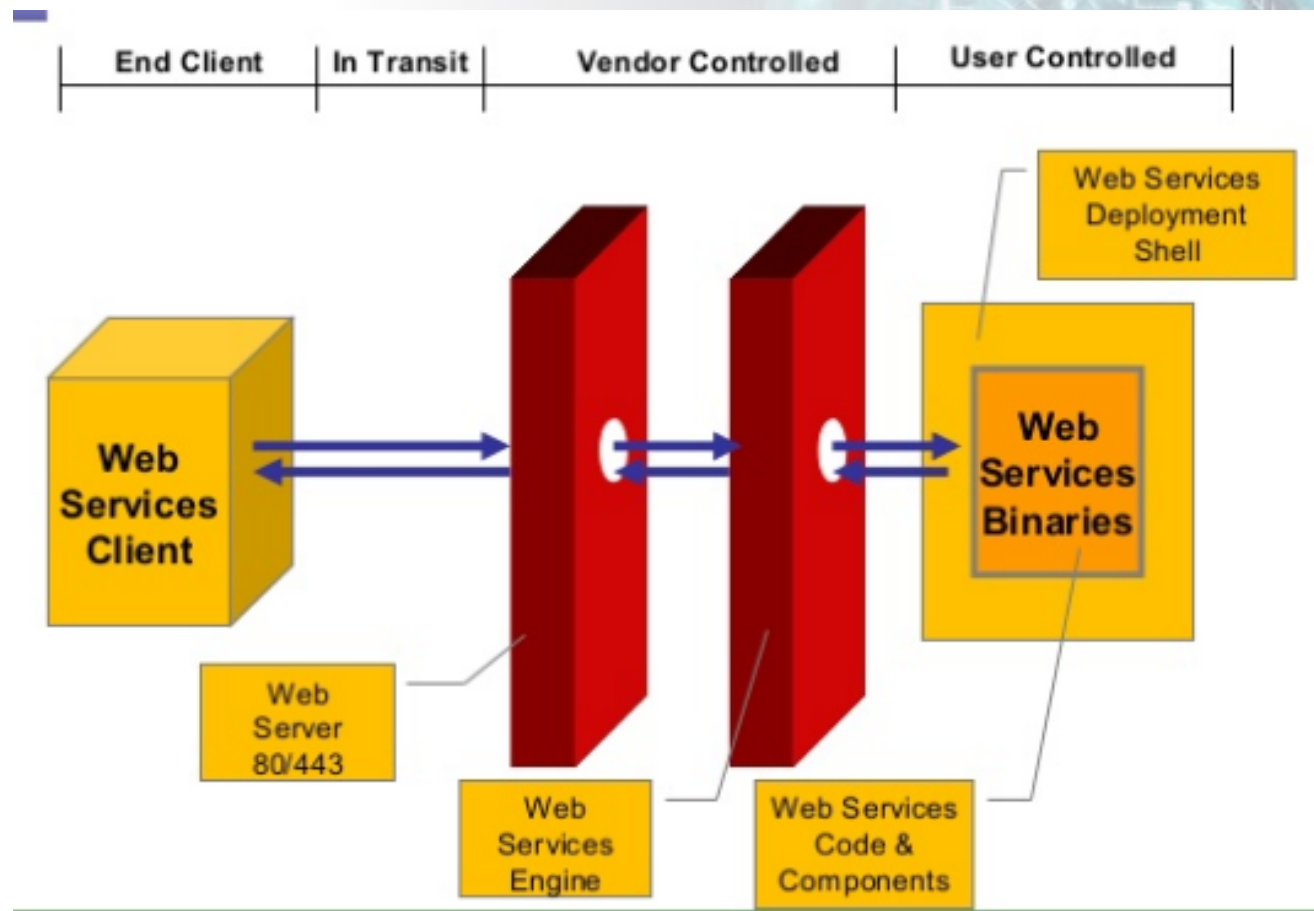 End Client
In Transit
Vendor Controlled
User Controlled
Web Services
Deployment
Shell
Web
Services
Client
Web
Services
Binaries
Web
Server
80/443
Web
Services
Engine
Web Services
Code &
Components